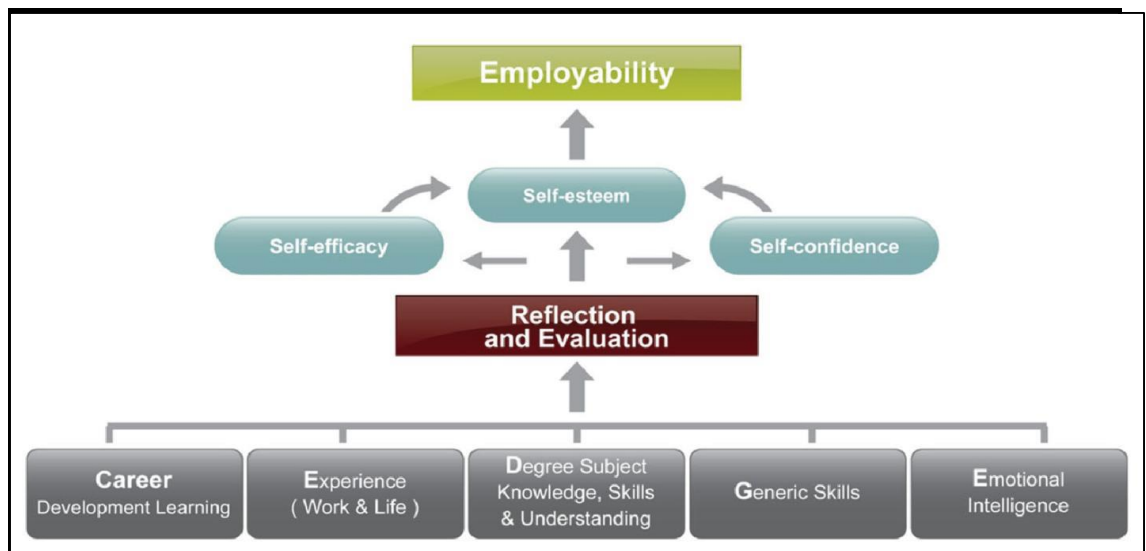 Employability
Self-esteem
Self-efficacy
Self-confidence
Reflection
and Evaluation
Career
Development Learning
Experience
( Work & Life )
Degree Subject
Knowledge, Skills
& Understanding
Generic Skills
Emotional
Intelligence